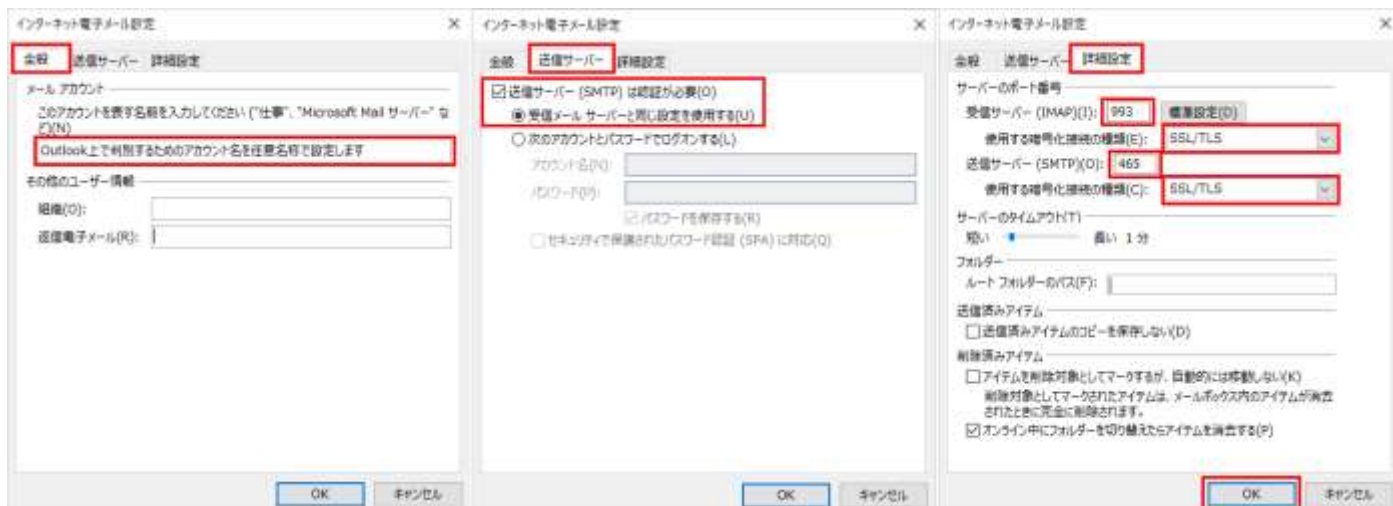 インターネット電子メール設定
×
全般
送信サーバー
詳細設定
メール アカウント
このアカウントを表す名前を入力してください ("仕事"、"Microsoft Mail サーバー" な
ど)(N)
Outlook上で判別するためのアカウント名を任意名称で設定します
その他のユーザー情報
組織(O):
返信電子メール(R):
OK
キャンセル
インターネット電子メール設定
×
全般
送信サーバー
詳細設定
送信サーバー (SMTP) は認証が必要(O)
受信メール サーバーと同じ設定を使用する(U)
次のアカウントとパスワードでログオンする(L)
アカウント名(N):
パスワード(P):
パスワードを保存する(R)
セキュリティで保護されたパスワード認証 (SPA) に対応(Q)
OK
キャンセル
インターネット電子メール設定
×
全般
送信サーバー
詳細設定
サーバーのポート番号
受信サーバー (IMAP)(I): 993 標準設定(D)
使用する暗号化接続の種類(E): SSL/TLS
送信サーバー (SMTP)(O): 465
使用する暗号化接続の種類(C): SSL/TLS
サーバーのタイムアウト(T)
短い 長い 1 分
フォルダー
ルート フォルダーのパス(F):
送信済みアイテム
送信済みアイテムのコピーを保存しない(D)
削除済みアイテム
アイテムを削除対象としてマークするが、自動的には移動しない(K)
削除対象としてマークされたアイテムは、メールボックス内のアイテムが消去
されたときに完全に削除されます。
オンライン中にフォルダーを切り替えたらアイテムを消去する(P)
OK
キャンセル